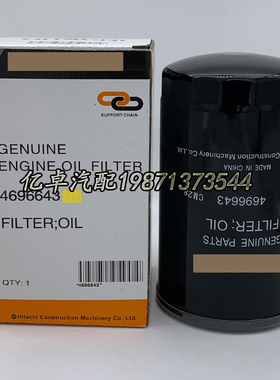 SUPPORT CHAIN
GENUINE
ENGINE OIL FILTER
4696643
FILTER;OIL
QTY: 1
*4696643*
Hitachi Construction Machinery Co., Ltd.
亿卓汽配19871373544
GENUINE PARTS
FILTER; OIL
4696643
CM2P
MADE IN CHINA
Construction Machinery Co., Ltd.